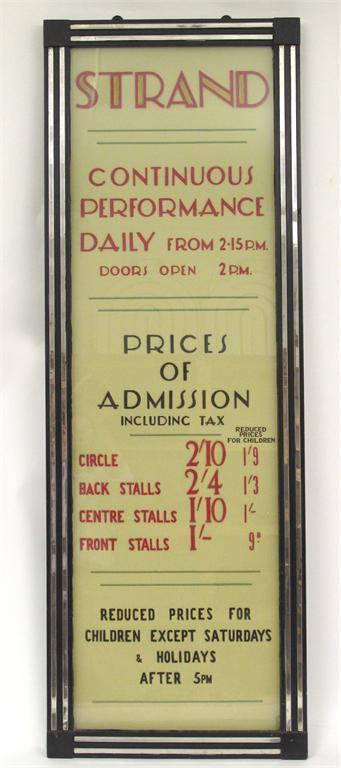 STRAND
CONTINUOUS
PERFORMANCE
DAILY FROM 2·15 P.M.
DOORS OPEN 2 P.M.
PRICES
OF
ADMISSION
INCLUDING TAX
REDUCED
PRICES
FOR CHILDREN
CIRCLE 2/10 1/9
BACK STALLS 2/4 1/3
CENTRE STALLS 1/10 1/-
FRONT STALLS 1/- 9ᴰ
REDUCED PRICES FOR
CHILDREN EXCEPT SATURDAYS
& HOLIDAYS
AFTER 5PM